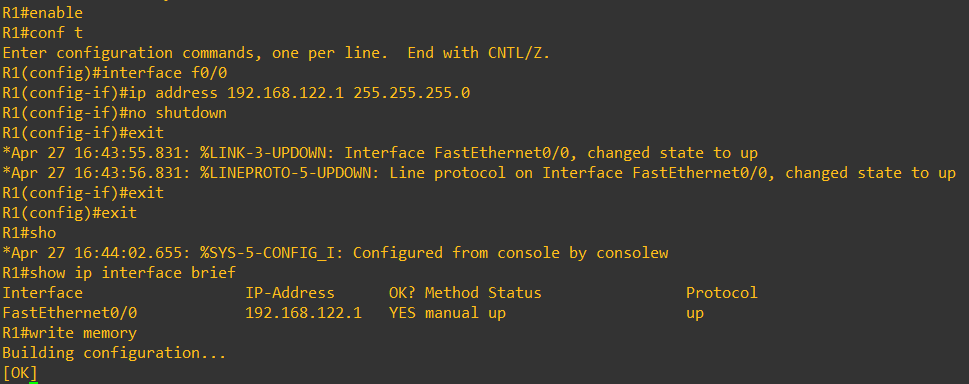 R1#enable
R1#conf t
Enter configuration commands, one per line.  End with CNTL/Z.
R1(config)#interface f0/0
R1(config-if)#ip address 192.168.122.1 255.255.255.0
R1(config-if)#no shutdown
R1(config-if)#exit
*Apr 27 16:43:55.831: %LINK-3-UPDOWN: Interface FastEthernet0/0, changed state to up
*Apr 27 16:43:56.831: %LINEPROTO-5-UPDOWN: Line protocol on Interface FastEthernet0/0, changed state to up
R1(config-if)#exit
R1(config)#exit
R1#sho
*Apr 27 16:44:02.655: %SYS-5-CONFIG_I: Configured from console by consolew
R1#show ip interface brief
Interface                  IP-Address      OK? Method Status                Protocol
FastEthernet0/0            192.168.122.1   YES manual up                    up
R1#write memory
Building configuration...
[OK]